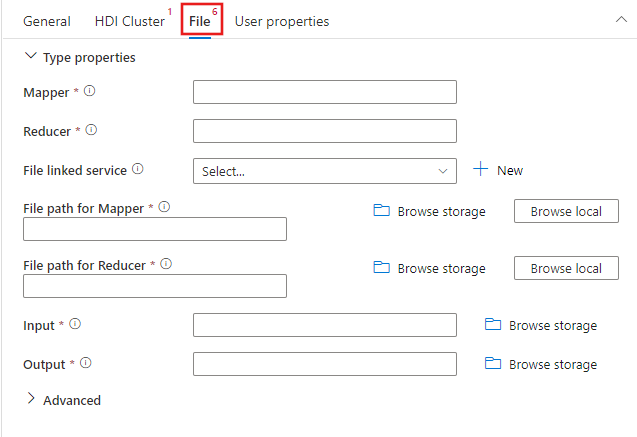 General HDI Cluster 1 File 6 User properties
Type properties
Mapper *
Reducer *
File linked service Select... New
File path for Mapper * Browse storage Browse local
File path for Reducer * Browse storage Browse local
Input * Browse storage
Output * Browse storage
Advanced